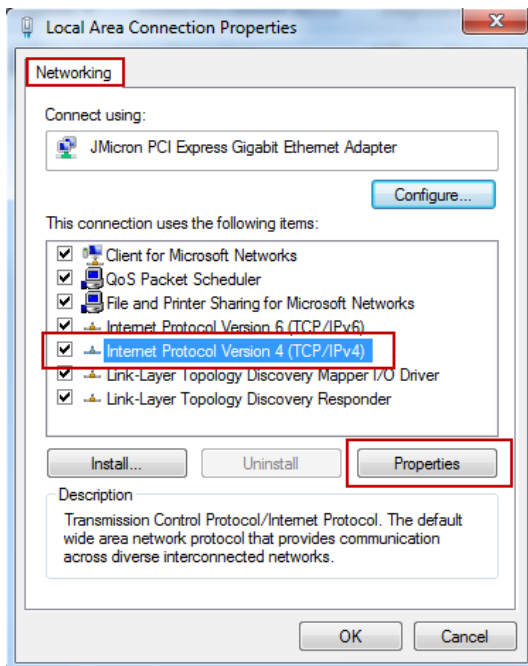 Local Area Connection Properties
Networking
Connect using:
JMicron PCI Express Gigabit Ethernet Adapter
Configure...
This connection uses the following items:
Client for Microsoft Networks
QoS Packet Scheduler
File and Printer Sharing for Microsoft Networks
Internet Protocol Version 6 (TCP/IPv6)
Internet Protocol Version 4 (TCP/IPv4)
Link-Layer Topology Discovery Mapper I/O Driver
Link-Layer Topology Discovery Responder
Install... Uninstall Properties
Description
Transmission Control Protocol/Internet Protocol. The default
wide area network protocol that provides communication
across diverse interconnected networks.
OK Cancel